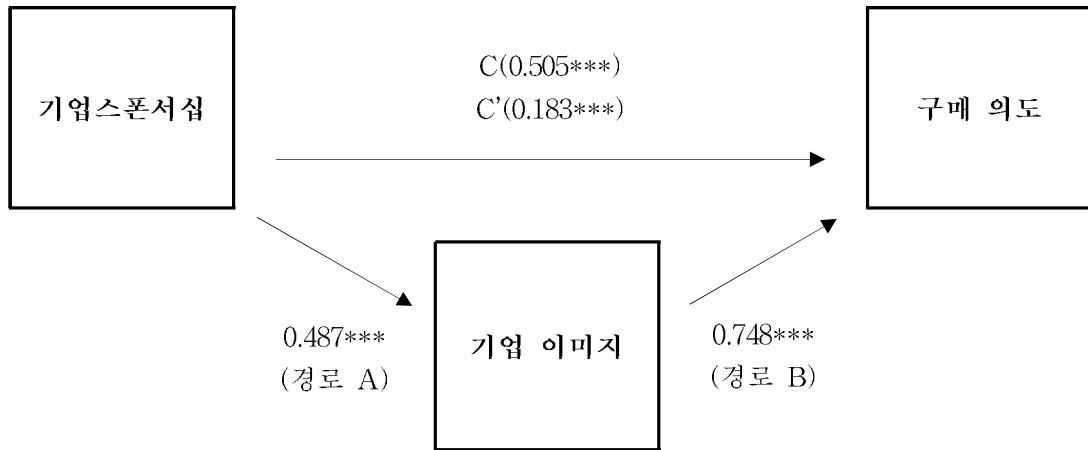 기업스폰서십
C(0.505***)
C'(0.183***)
구매 의도
0.487***
(경로 A)
기업 이미지
0.748***
(경로 B)